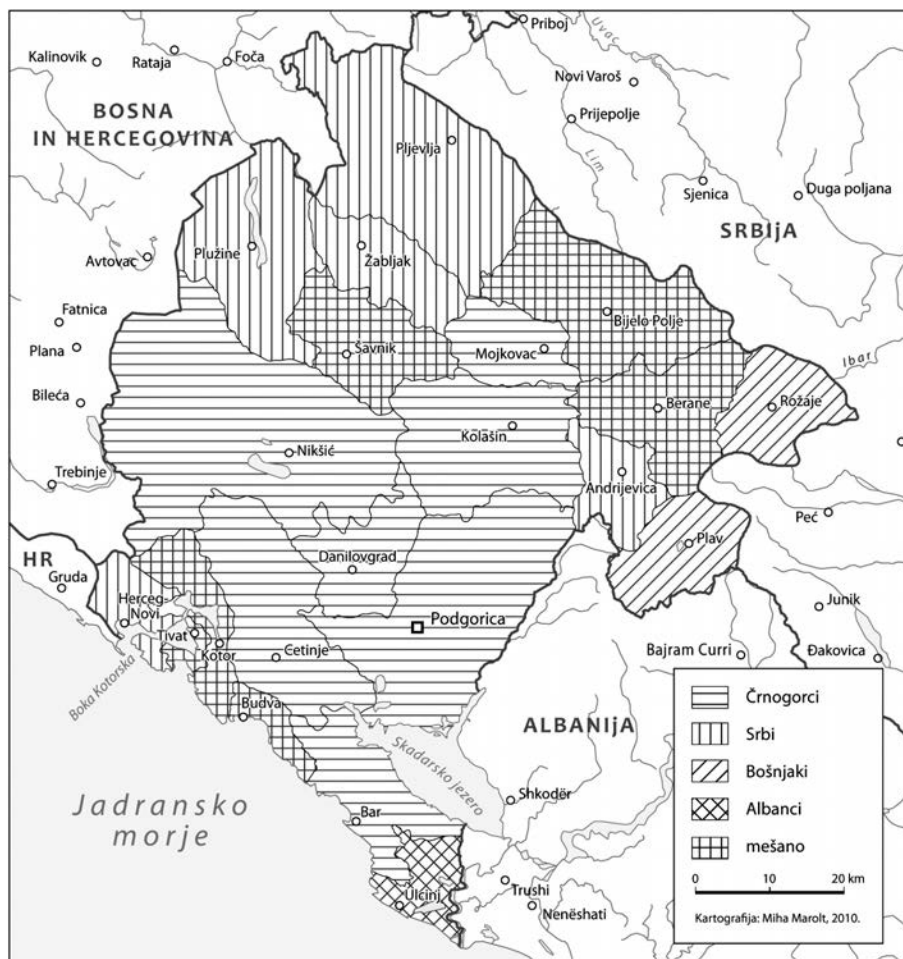 Priboj
Uvac
Kalinovik
Rataja
Foča
Novi Varoš
BOSNA
IN HERCEGOVINA
Prijepolje
Pljevlja
Lim
Sjenica
Duga poljana
SRBIJA
Avtovac
Plužine
Žabljak
Fatnica
Bijelo Polje
Plana
Šavnik
Mojkovac
Ibar
Bileća
Berane
Rožaje
Kolašin
Nikšić
Trebinje
Andrijevica
Peć
Plav
HR
Danilovgrad
Gruda
Herceg-
Novi
Junik
Podgorica
Tivat
Kotor
Cetinje
Bajram Curri
Đakovica
Boka Kotorska
Budva
ALBANIJA
Skadarsko jezero
Jadransko
morje
Shkodër
Bar
Ulcinj
Trushi
Nenëshati
Črnogorci
Srbi
Bošnjaki
Albanci
mešano
0 10 20 km
Kartografija: Miha Marolt, 2010.